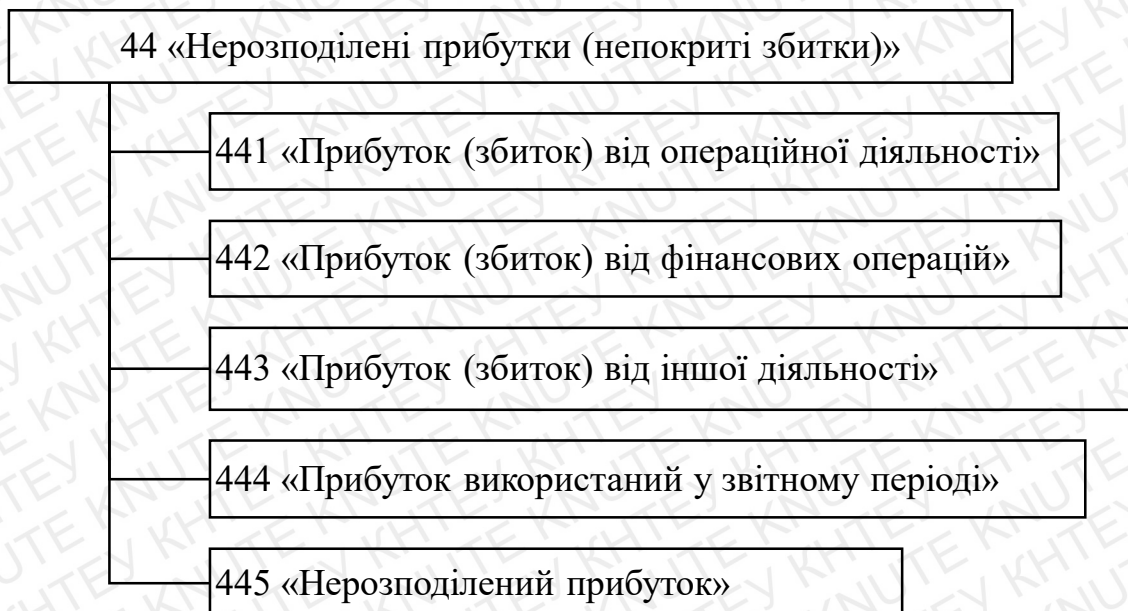 44 «Нерозподілені прибутки (непокриті збитки)»
441 «Прибуток (збиток) від операційної діяльності»
442 «Прибуток (збиток) від фінансових операцій»
443 «Прибуток (збиток) від іншої діяльності»
444 «Прибуток використаний у звітному періоді»
445 «Нерозподілений прибуток»